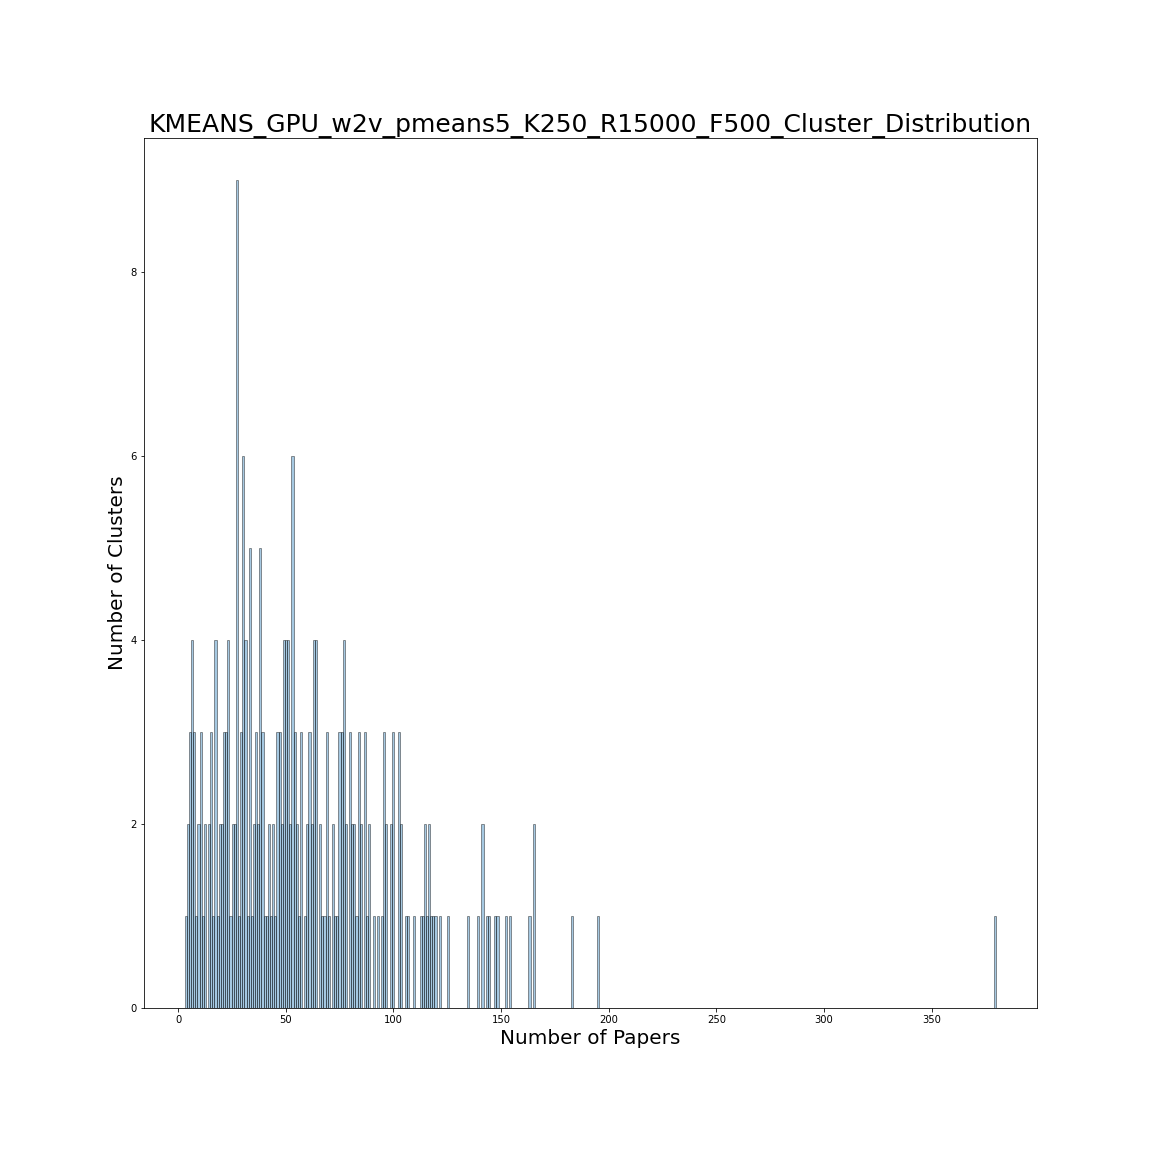 KMEANS_GPU_w2v_pmeans5_K250_R15000_F500_Cluster_Distribution
8
6
4
2
0
Number of Clusters
0 50 100 150 200 250 300 350
Number of Papers